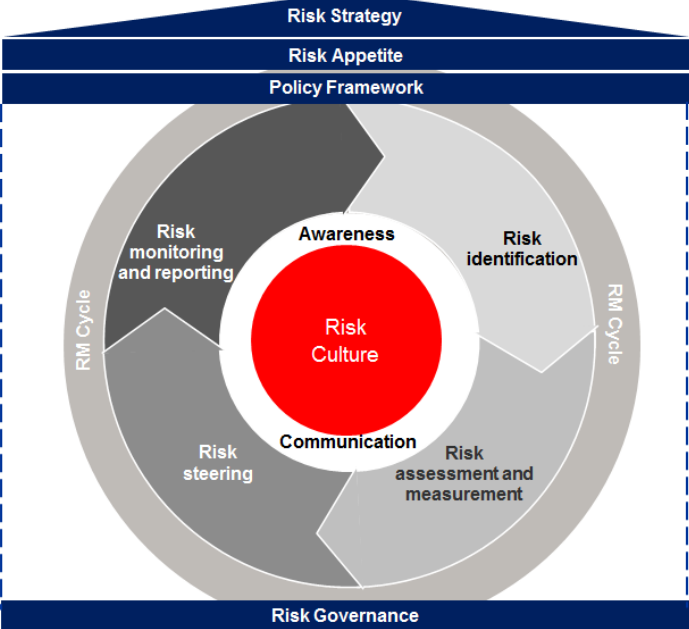 Risk Strategy
Risk Appetite
Policy Framework
Risk
monitoring
and reporting
Awareness
Risk
identification
RM Cycle
Risk
Culture
RM Cycle
Communication
Risk
steering
Risk
assessment and
measurement
Risk Governance